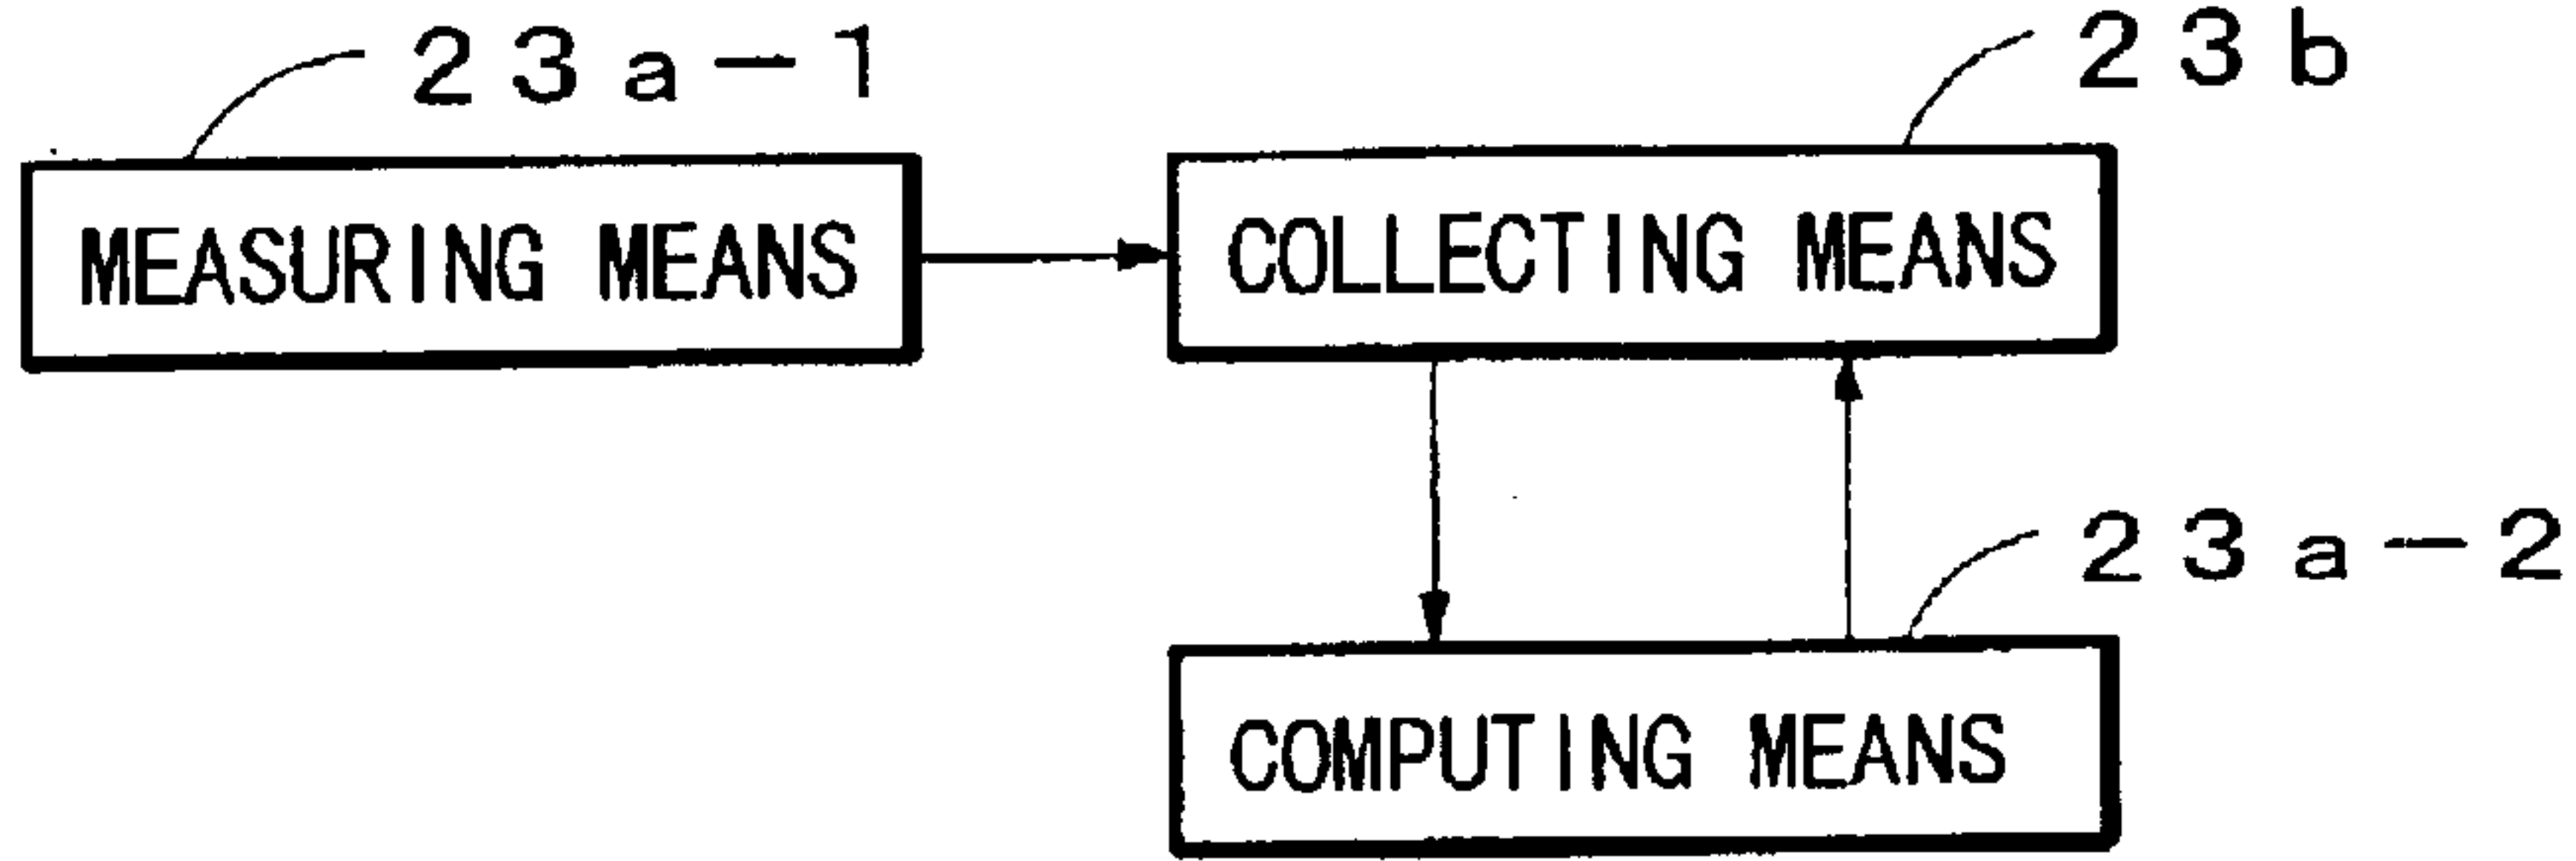 23a-1
23b
MEASURING MEANS
COLLECTING MEANS
23a-2
COMPUTING MEANS